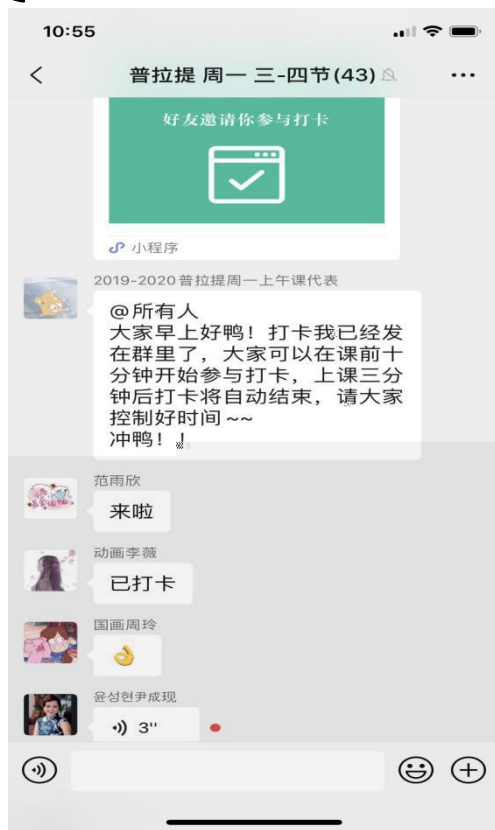 10:55
普拉提 周一 三-四节(43)
好友邀请你参与打卡
小程序
2019-2020普拉提周一上午课代表
@所有人
大家早上好鸭！打卡我已经发
在群里了，大家可以在课前十
分钟开始参与打卡，上课三分
钟后打卡将自动结束，请大家
控制好时间~~
冲鸭！！
范雨欣
来啦
动画李薇
已打卡
国画周玲
👌
윤성현尹成现
3"